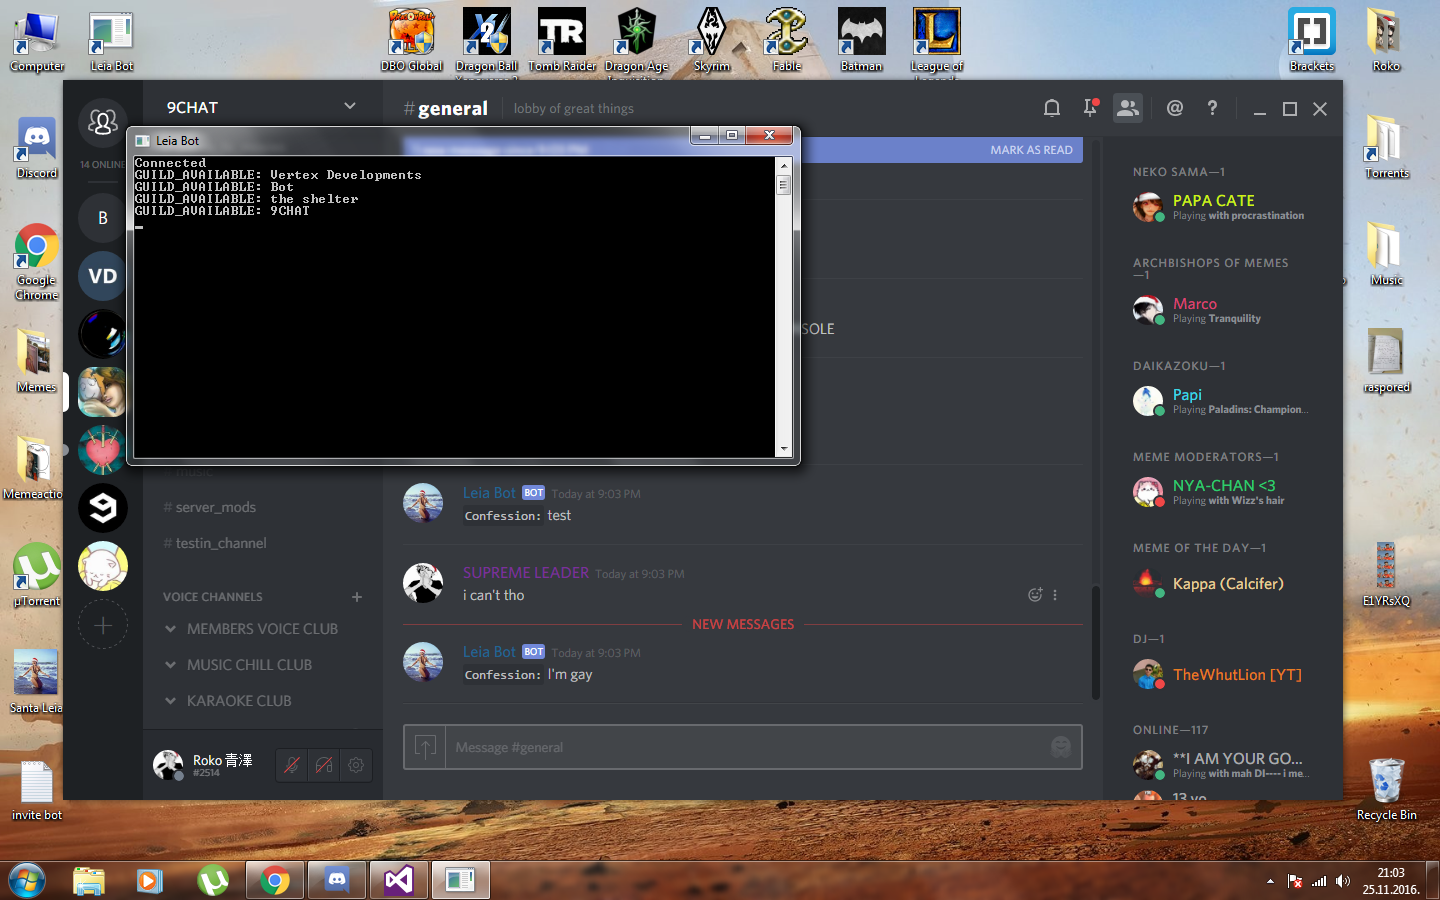 Computer
Leia Bot
DBO Global
Dragon Ball
Tomb Raider
Dragon Age
Skyrim
Fable
Batman
League of
Brackets
Roko
9CHAT
#general
lobby of great things
14 ONLINE
Leia Bot
MARK AS READ
Connected
GUILD_AVAILABLE: Vertex Developments
GUILD_AVAILABLE: Bot
GUILD_AVAILABLE: the shelter
GUILD_AVAILABLE: 9CHAT
Discord
B
VD
Google
Chrome
Memes
Memeactio
µTorrent
Santa Leia
invite bot
SOLE
music
# server_mods
# testin_channel
VOICE CHANNELS
MEMBERS VOICE CLUB
MUSIC CHILL CLUB
KARAOKE CLUB
Roko 青澤
#2514
Leia Bot BOT Today at 9:03 PM
Confession: test
SUPREME LEADER Today at 9:03 PM
i can't tho
NEW MESSAGES
Leia Bot BOT Today at 9:03 PM
Confession: I'm gay
Message #general
NEKO SAMA—1
PAPA CATE
Playing with procrastination
ARCHBISHOPS OF MEMES
—1
Marco
Playing Tranquility
DAIKAZOKU—1
Papi
Playing Paladins: Champion...
MEME MODERATORS—1
NYA-CHAN <3
Playing with Wizz's hair
MEME OF THE DAY—1
Kappa (Calcifer)
DJ—1
TheWhutLion [YT]
ONLINE—117
**I AM YOUR GO...
Playing with mah DI---- i me...
13 yo
Torrents
Music
raspored
E1YRsXQ
Recycle Bin
21:03
25.11.2016.